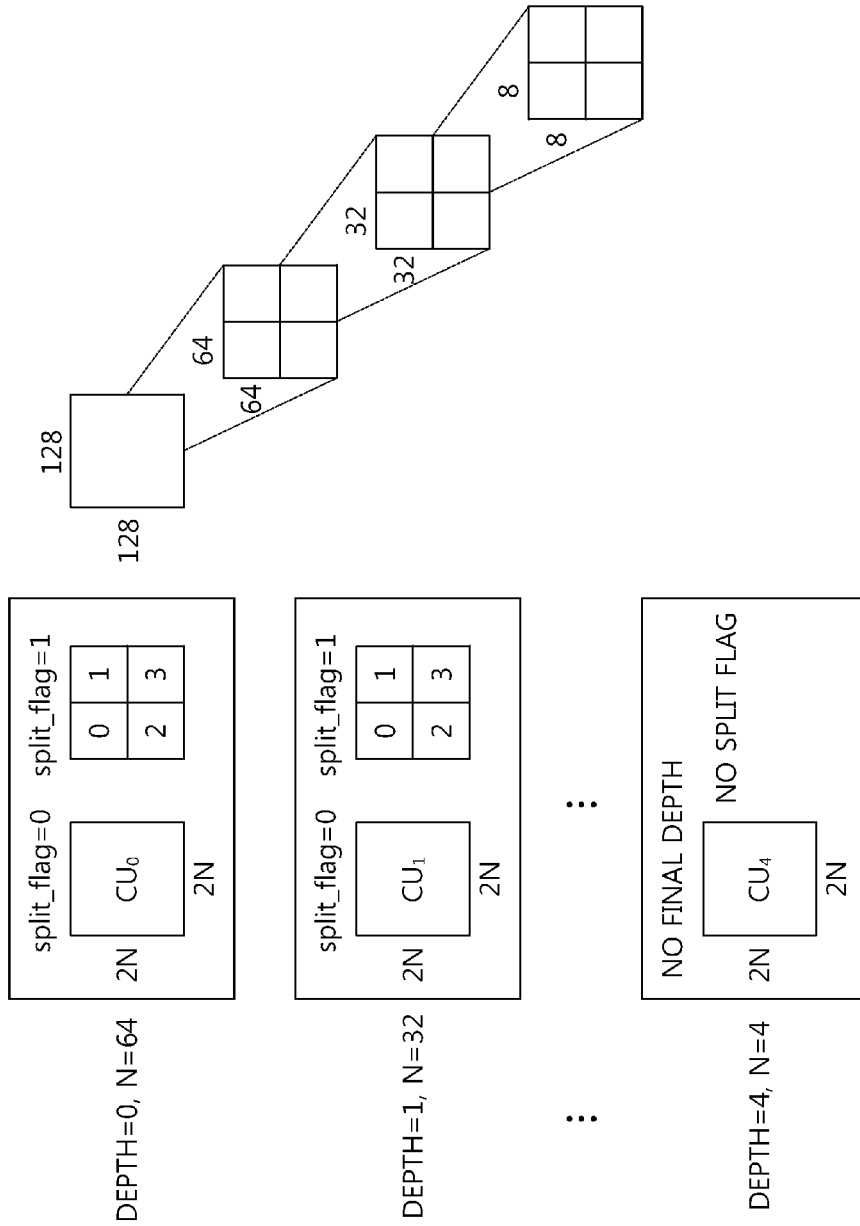 DEPTH=0, N=64
split_flag=0
split_flag=1
2N
CU₀
2N
0 1
2 3
128
128
64
64
32
32
8
8
DEPTH=1, N=32
split_flag=0
split_flag=1
2N
CU₁
2N
0 1
2 3
⋮
⋮
DEPTH=4, N=4
NO FINAL DEPTH
2N
CU₄
2N
NO SPLIT FLAG